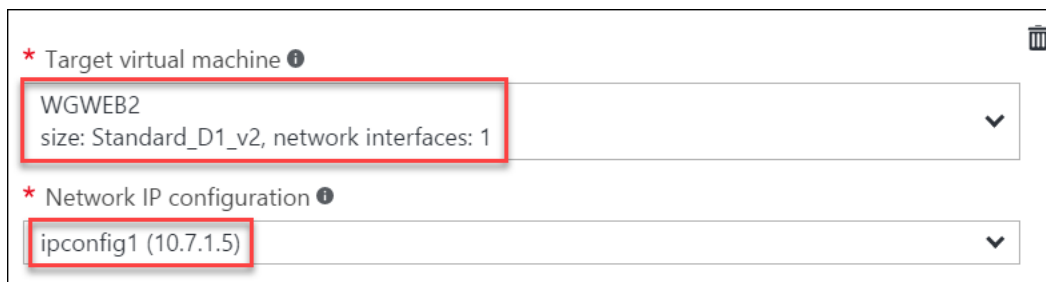 * Target virtual machine
WGWEB2
size: Standard_D1_v2, network interfaces: 1
* Network IP configuration
ipconfig1 (10.7.1.5)